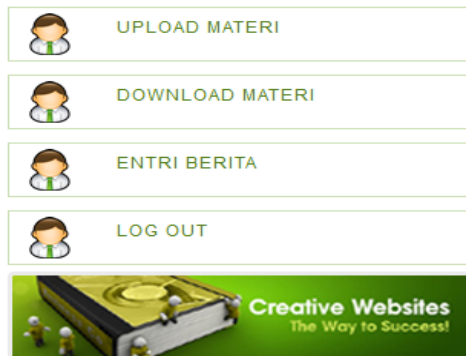 UPLOAD MATERI
DOWNLOAD MATERI
ENTRI BERITA
LOG OUT
Creative Websites
The Way to Success!